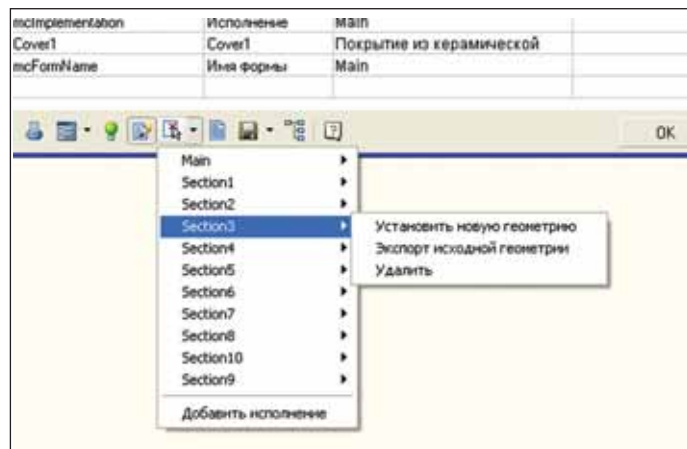 mcImplementation Исполнение Main
Cover1 Cover1 Покрытие из керамической
mcFormName Имя формы Main
OK
Main
Section1
Section2
Section3 Установить новую геометрию
Section4 Экспорт исходной геометрии
Section5 Удалить
Section6
Section7
Section8
Section10
Section9
Добавить исполнение